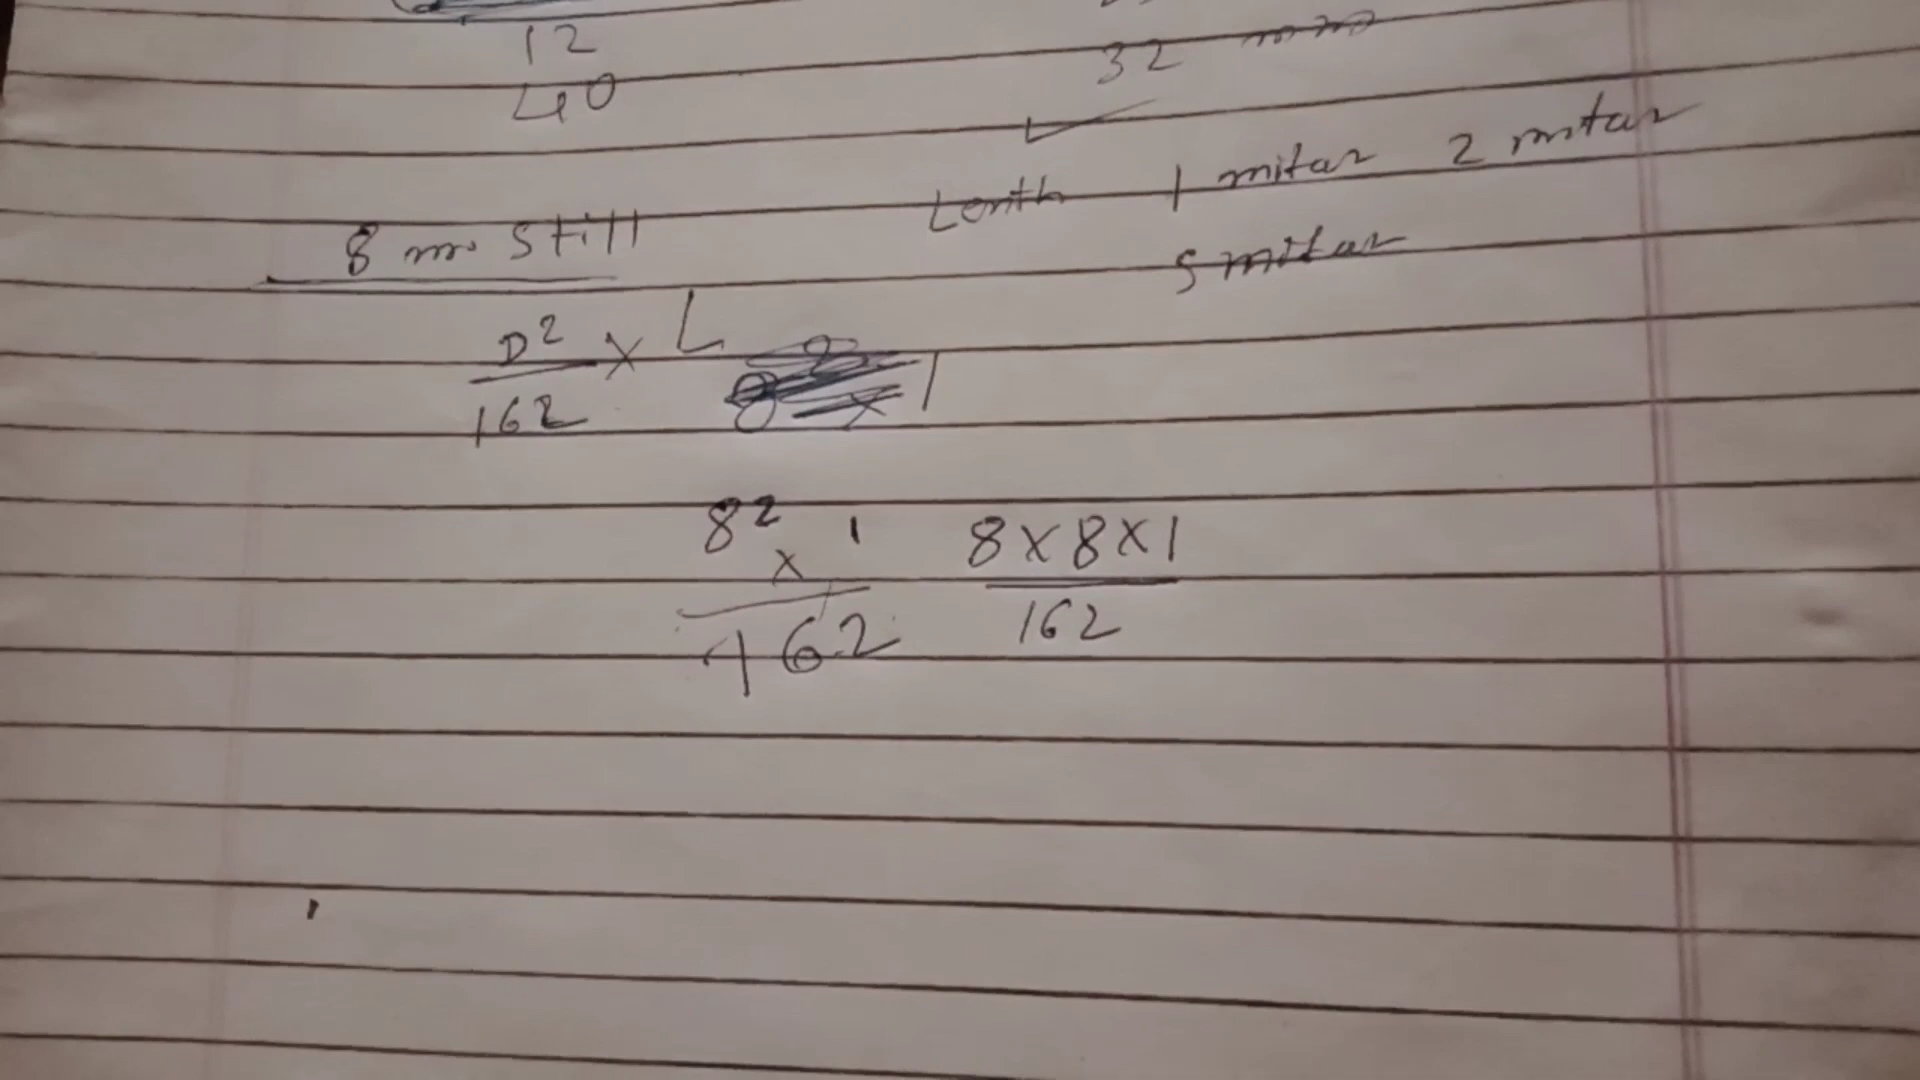 12
40
32 mm
Lenth 1 mitar 2 mitar
5 mitar
8 mm Still
D²/162 × L
8² × 1 / 162
8×8×1 / 162